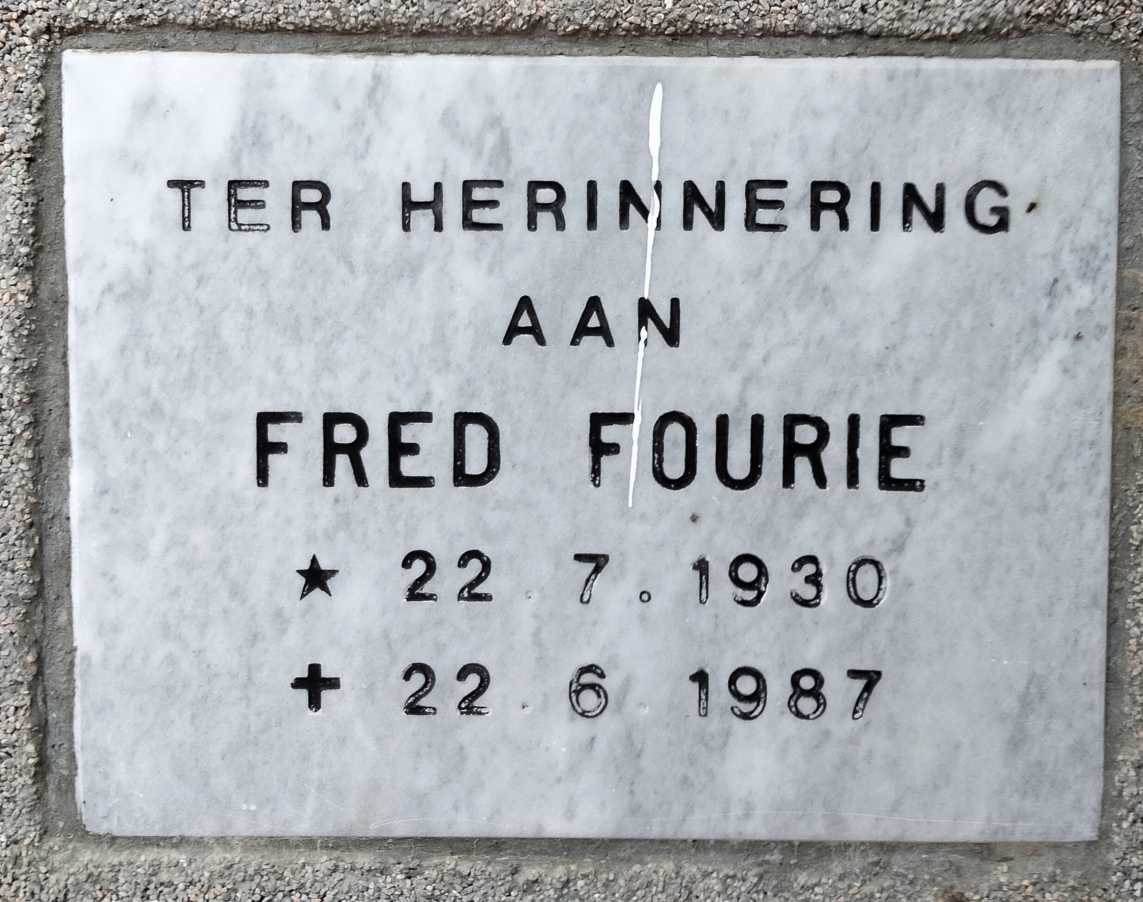 TER HERINNERING
AAN
FRED FOURIE
★ 22.7.1930
✝ 22.6.1987